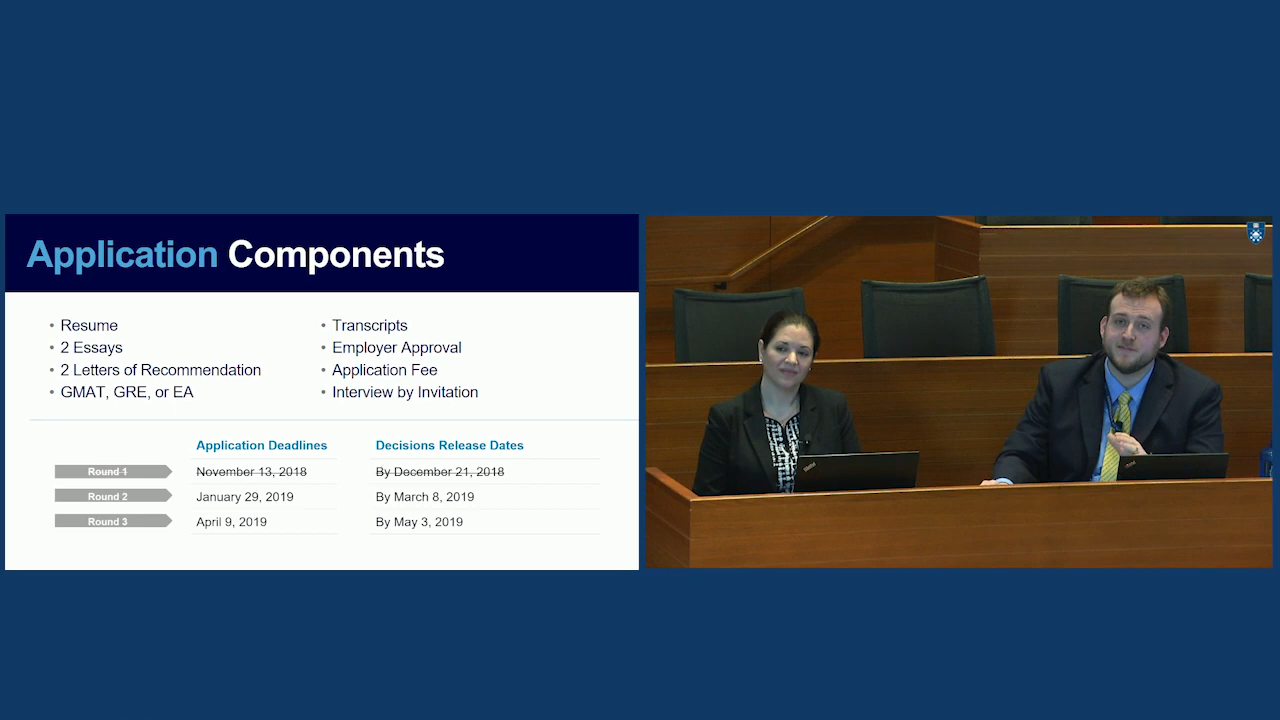 Application Components
• Resume
• 2 Essays
• 2 Letters of Recommendation
• GMAT, GRE, or EA
• Transcripts
• Employer Approval
• Application Fee
• Interview by Invitation
Application Deadlines Decisions Release Dates
Round 1 November 13, 2018 By December 21, 2018
Round 2 January 29, 2019 By March 8, 2019
Round 3 April 9, 2019 By May 3, 2019